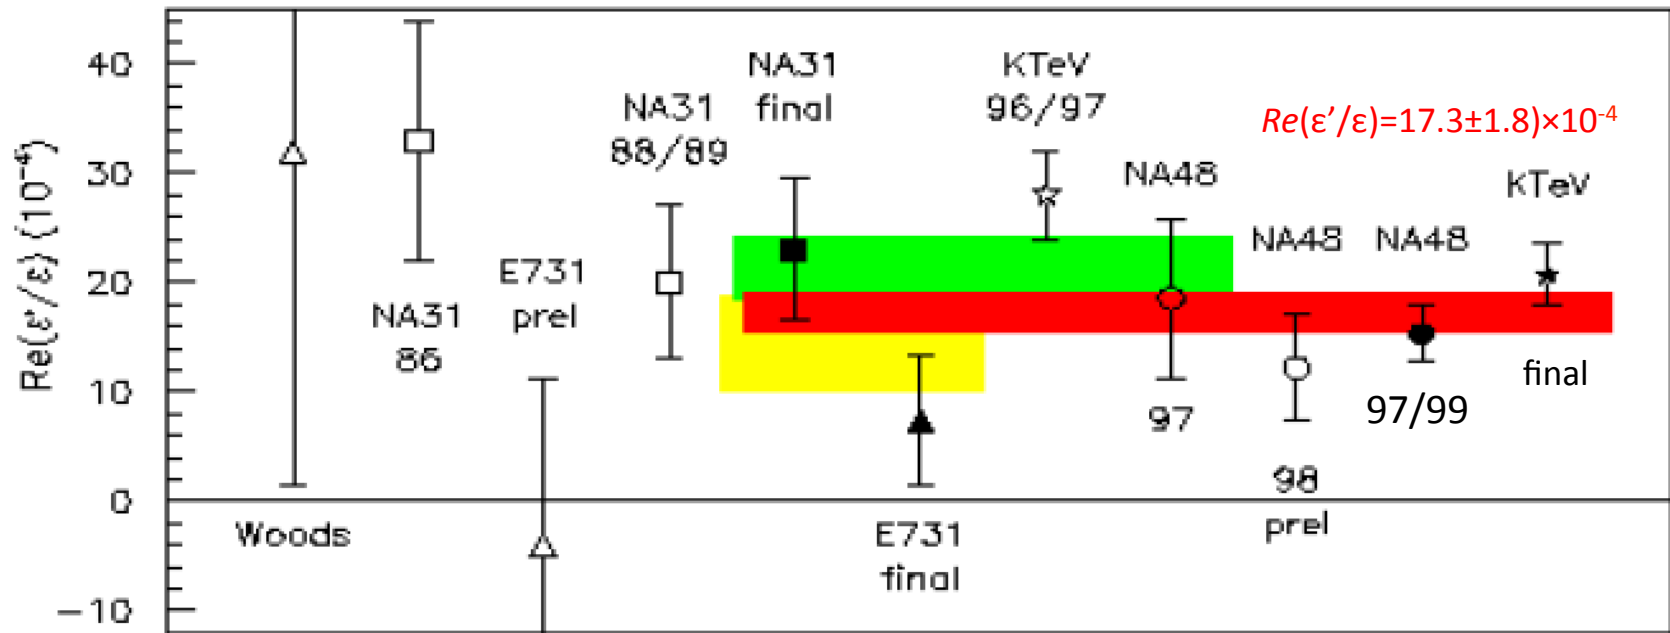 Re(ε'/ε) {10⁻⁴}
40
30
20
10
0
−10
Woods
NA31
86
E731
prel
NA31
88/89
NA31
final
E731
final
KTeV
96/97
NA48
97
NA48
98
prel
NA48
97/99
Re(ε’/ε)=17.3±1.8)×10⁻⁴
KTeV
final